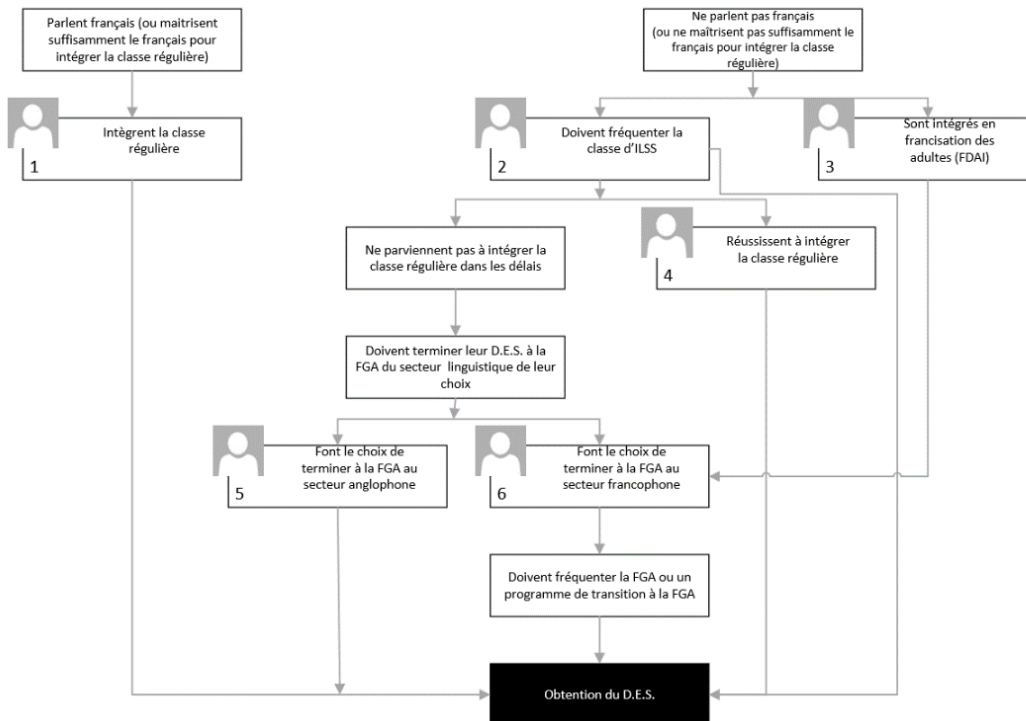 Parlent français (ou maitrisent
suffisamment le français pour
intégrer la classe régulière)
Ne parlent pas français
(ou ne maîtrisent pas suffisamment le
français pour intégrer la classe
régulière)
1
Intègrent la classe
régulière
2
Doivent fréquenter la
classe d'ILSS
3
Sont intégrés en
francisation des
adultes (FDAI)
Ne parviennent pas à intégrer la
classe régulière dans les délais
4
Réussissent à intégrer
la classe régulière
Doivent terminer leur D.E.S. à la
FGA du secteur linguistique de leur
choix
5
Font le choix de
terminer à la FGA au
secteur anglophone
6
Font le choix de
terminer à la FGA au
secteur francophone
Doivent fréquenter la FGA ou un
programme de transition à la FGA
Obtention du D.E.S.